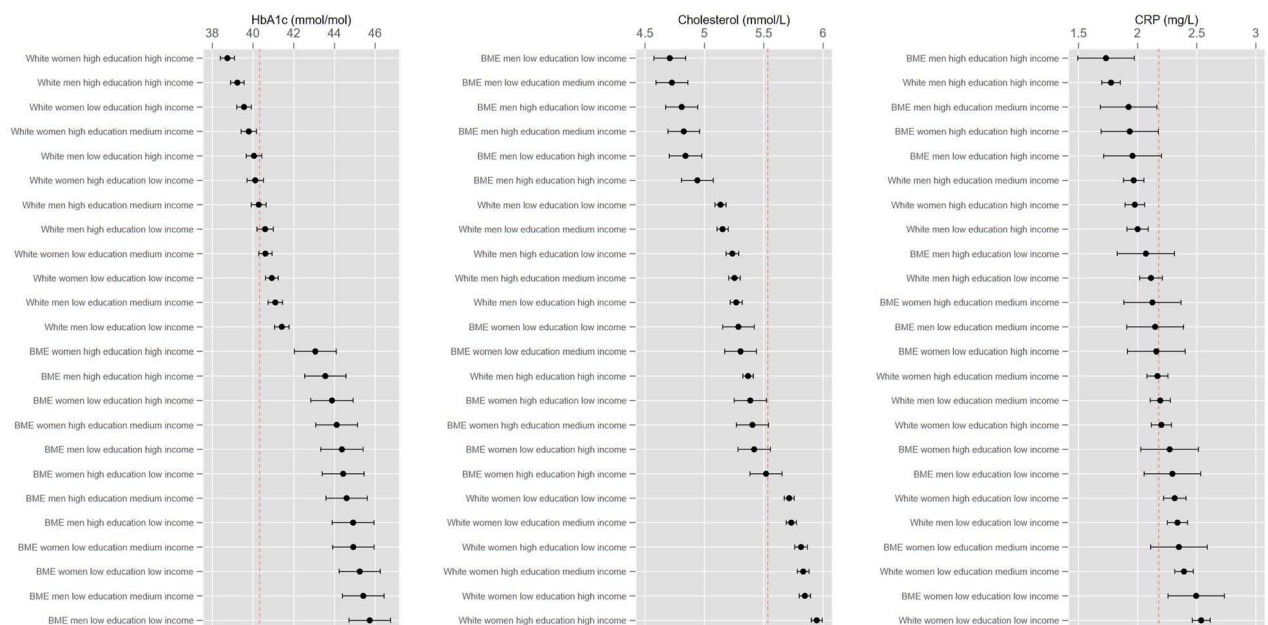 HbA1c (mmol/mol)
38 40 42 44 46
White women high education high income
White men high education high income
White women low education high income
White women high education medium income
White men low education high income
White women high education low income
White men high education medium income
White men high education low income
White women low education medium income
White women low education low income
White men low education medium income
White men low education low income
BME women high education high income
BME men high education high income
BME women low education high income
BME women high education medium income
BME men low education high income
BME women high education low income
BME men high education medium income
BME men high education low income
BME women low education medium income
BME women low education low income
BME men low education medium income
BME men low education low income
Cholesterol (mmol/L)
4.5 5 5.5 6
BME men low education low income
BME men low education medium income
BME men high education low income
BME men high education medium income
BME men low education high income
BME men high education high income
White men low education low income
White men low education medium income
White men high education low income
White men high education medium income
White men low education high income
BME women low education low income
BME women low education medium income
White men high education high income
BME women high education low income
BME women high education medium income
BME women low education high income
BME women high education high income
White women low education low income
White women low education medium income
White women high education low income
White women high education medium income
White women low education high income
White women high education high income
CRP (mg/L)
1.5 2 2.5 3
BME men high education high income
White men high education high income
BME men high education medium income
BME women high education high income
BME men low education high income
White men high education medium income
White women high education high income
White men low education high income
BME men high education low income
White men high education low income
BME women high education medium income
BME men low education medium income
BME women low education high income
White women high education medium income
White men low education medium income
White women low education high income
BME women high education low income
BME men low education low income
White women high education low income
White men low education low income
BME women low education medium income
White women low education medium income
BME women low education low income
White women low education low income